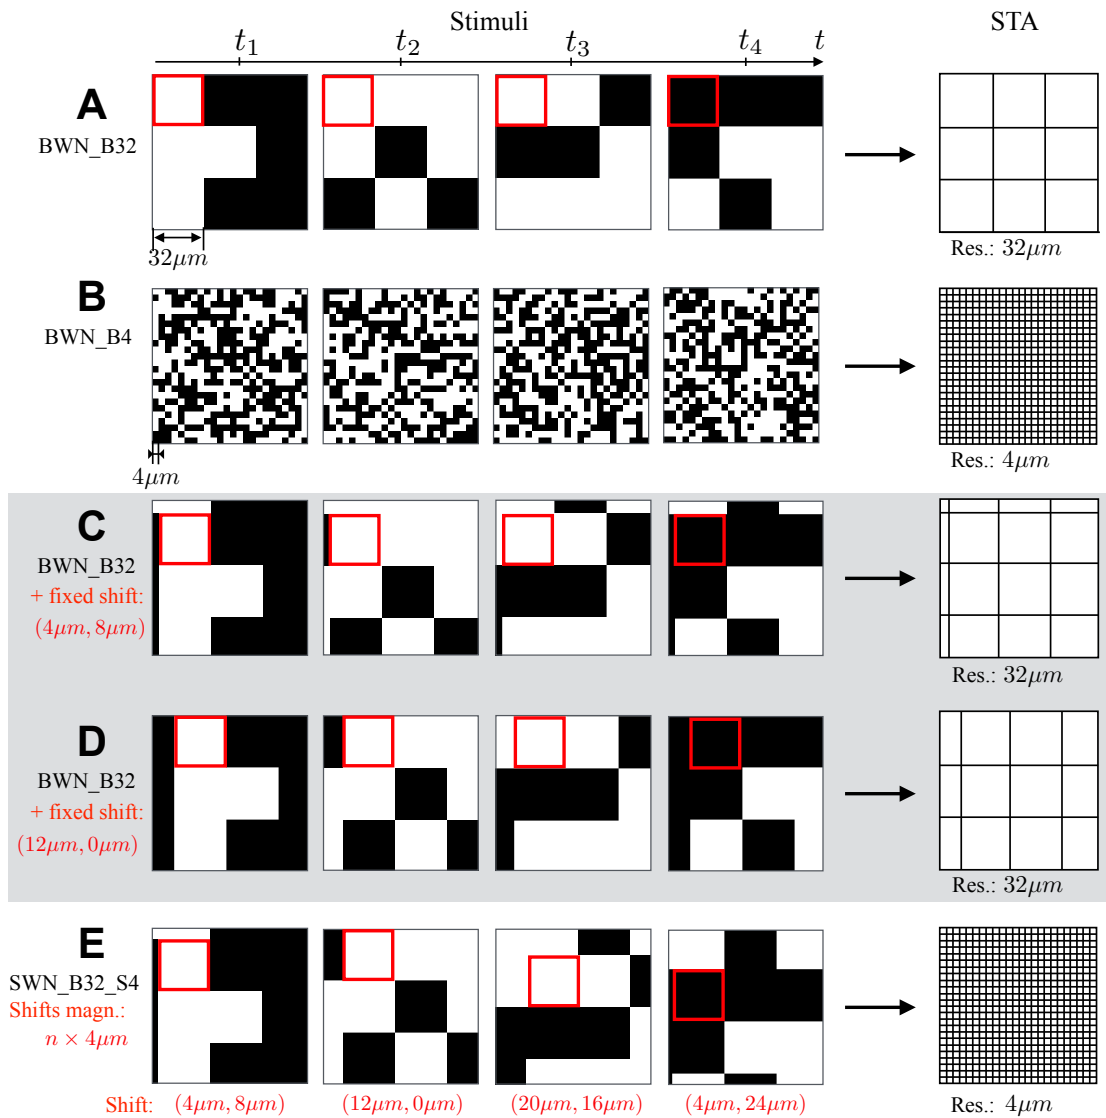 Stimuli STA
t₁ t₂ t₃ t₄ t
A
BWN_B32
32μm
Res.: 32μm
B
BWN_B4
4μm
Res.: 4μm
C
BWN_B32
+ fixed shift:
(4μm, 8μm)
Res.: 32μm
D
BWN_B32
+ fixed shift:
(12μm, 0μm)
Res.: 32μm
E
SWN_B32_S4
Shifts magn.:
n × 4μm
Shift: (4μm, 8μm) (12μm, 0μm) (20μm, 16μm) (4μm, 24μm) Res.: 4μm